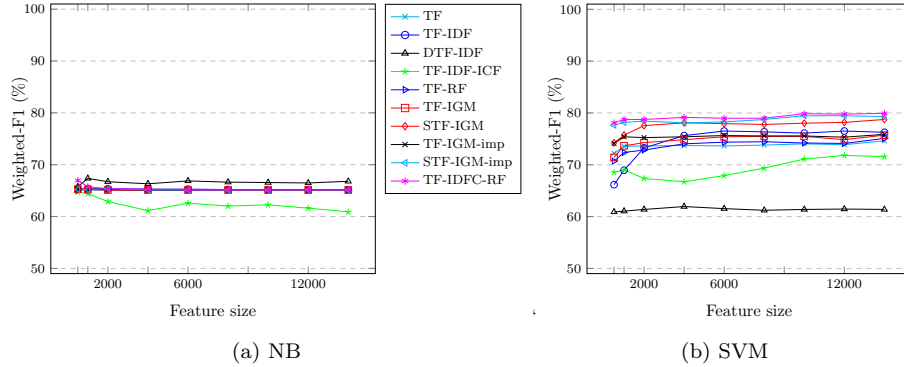 100
90
80
70
60
50
2000
6000
12000
Weighted-F1 (%)
Feature size
(a) NB
TF
TF-IDF
DTF-IDF
TF-IDF-ICF
TF-RF
TF-IGM
STF-IGM
TF-IGM-imp
STF-IGM-imp
TF-IDFC-RF
100
90
80
70
60
50
2000
6000
12000
Weighted-F1 (%)
Feature size
(b) SVM